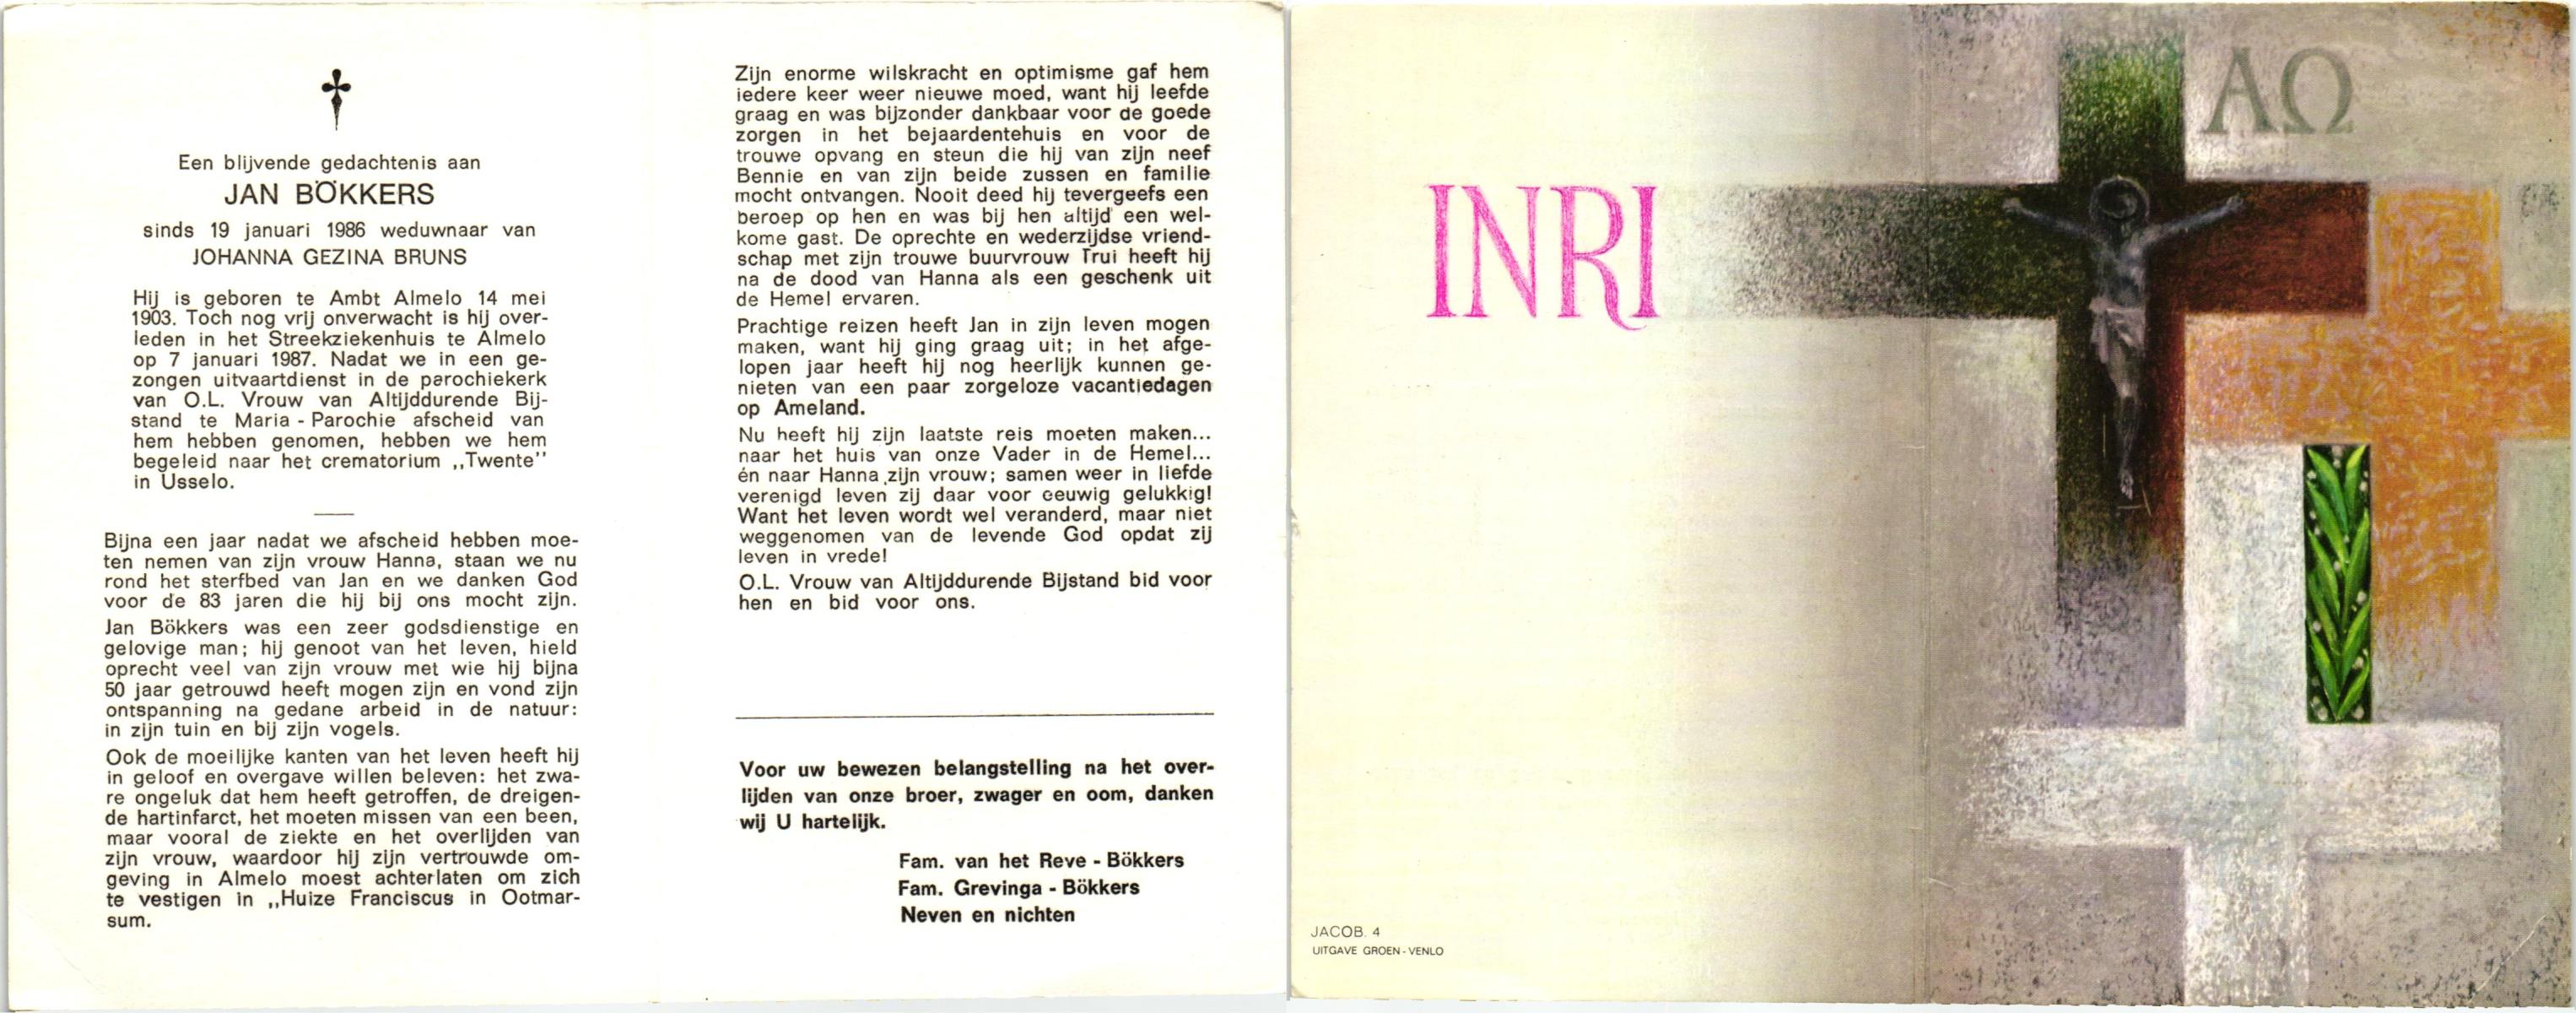 Een blijvende gedachtenis aan
JAN BÖKKERS
sinds 19 januari 1986 weduwnaar van
JOHANNA GEZINA BRUNS
Hij is geboren te Ambt Almelo 14 mei
1903. Toch nog vrij onverwacht is hij over-
leden in het Streekziekenhuis te Almelo
op 7 januari 1987. Nadat we in een ge-
zongen uitvaartdienst in de parochiekerk
van O.L. Vrouw van Altijddurende Bij-
stand te Maria - Parochie afscheid van
hem hebben genomen, hebben we hem
begeleid naar het crematorium ,,Twente''
in Usselo.
Bijna een jaar nadat we afscheid hebben moe-
ten nemen van zijn vrouw Hanna, staan we nu
rond het sterfbed van Jan en we danken God
voor de 83 jaren die hij bij ons mocht zijn.
Jan Bökkers was een zeer godsdienstige en
gelovige man; hij genoot van het leven, hield
oprecht veel van zijn vrouw met wie hij bijna
50 jaar getrouwd heeft mogen zijn en vond zijn
ontspanning na gedane arbeid in de natuur:
in zijn tuin en bij zijn vogels.
Ook de moeilijke kanten van het leven heeft hij
in geloof en overgave willen beleven: het zwa-
re ongeluk dat hem heeft getroffen, de dreigen-
de hartinfarct, het moeten missen van een been,
maar vooral de ziekte en het overlijden van
zijn vrouw, waardoor hij zijn vertrouwde om-
geving in Almelo moest achterlaten om zich
te vestigen in ,,Huize Franciscus in Ootmar-
sum.
Zijn enorme wilskracht en optimisme gaf hem
iedere keer weer nieuwe moed, want hij leefde
graag en was bijzonder dankbaar voor de goede
zorgen in het bejaardentehuis en voor de
trouwe opvang en steun die hij van zijn neef
Bennie en van zijn beide zussen en familie
mocht ontvangen. Nooit deed hij tevergeefs een
beroep op hen en was bij hen altijd een wel-
kome gast. De oprechte en wederzijdse vriend-
schap met zijn trouwe buurvrouw Trui heeft hij
na de dood van Hanna als een geschenk uit
de Hemel ervaren.
Prachtige reizen heeft Jan in zijn leven mogen
maken, want hij ging graag uit; in het afge-
lopen jaar heeft hij nog heerlijk kunnen ge-
nieten van een paar zorgeloze vacantiedagen
op Ameland.
Nu heeft hij zijn laatste reis moeten maken...
naar het huis van onze Vader in de Hemel...
én naar Hanna zijn vrouw; samen weer in liefde
verenigd leven zij daar voor eeuwig gelukkig!
Want het leven wordt wel veranderd, maar niet
weggenomen van de levende God opdat zij
leven in vrede!
O.L. Vrouw van Altijddurende Bijstand bid voor
hen en bid voor ons.
Voor uw bewezen belangstelling na het over-
lijden van onze broer, zwager en oom, danken
wij U hartelijk.
Fam. van het Reve - Bökkers
Fam. Grevinga - Bökkers
Neven en nichten
INRI
ΑΩ
JACOB. 4
UITGAVE GROEN - VENLO